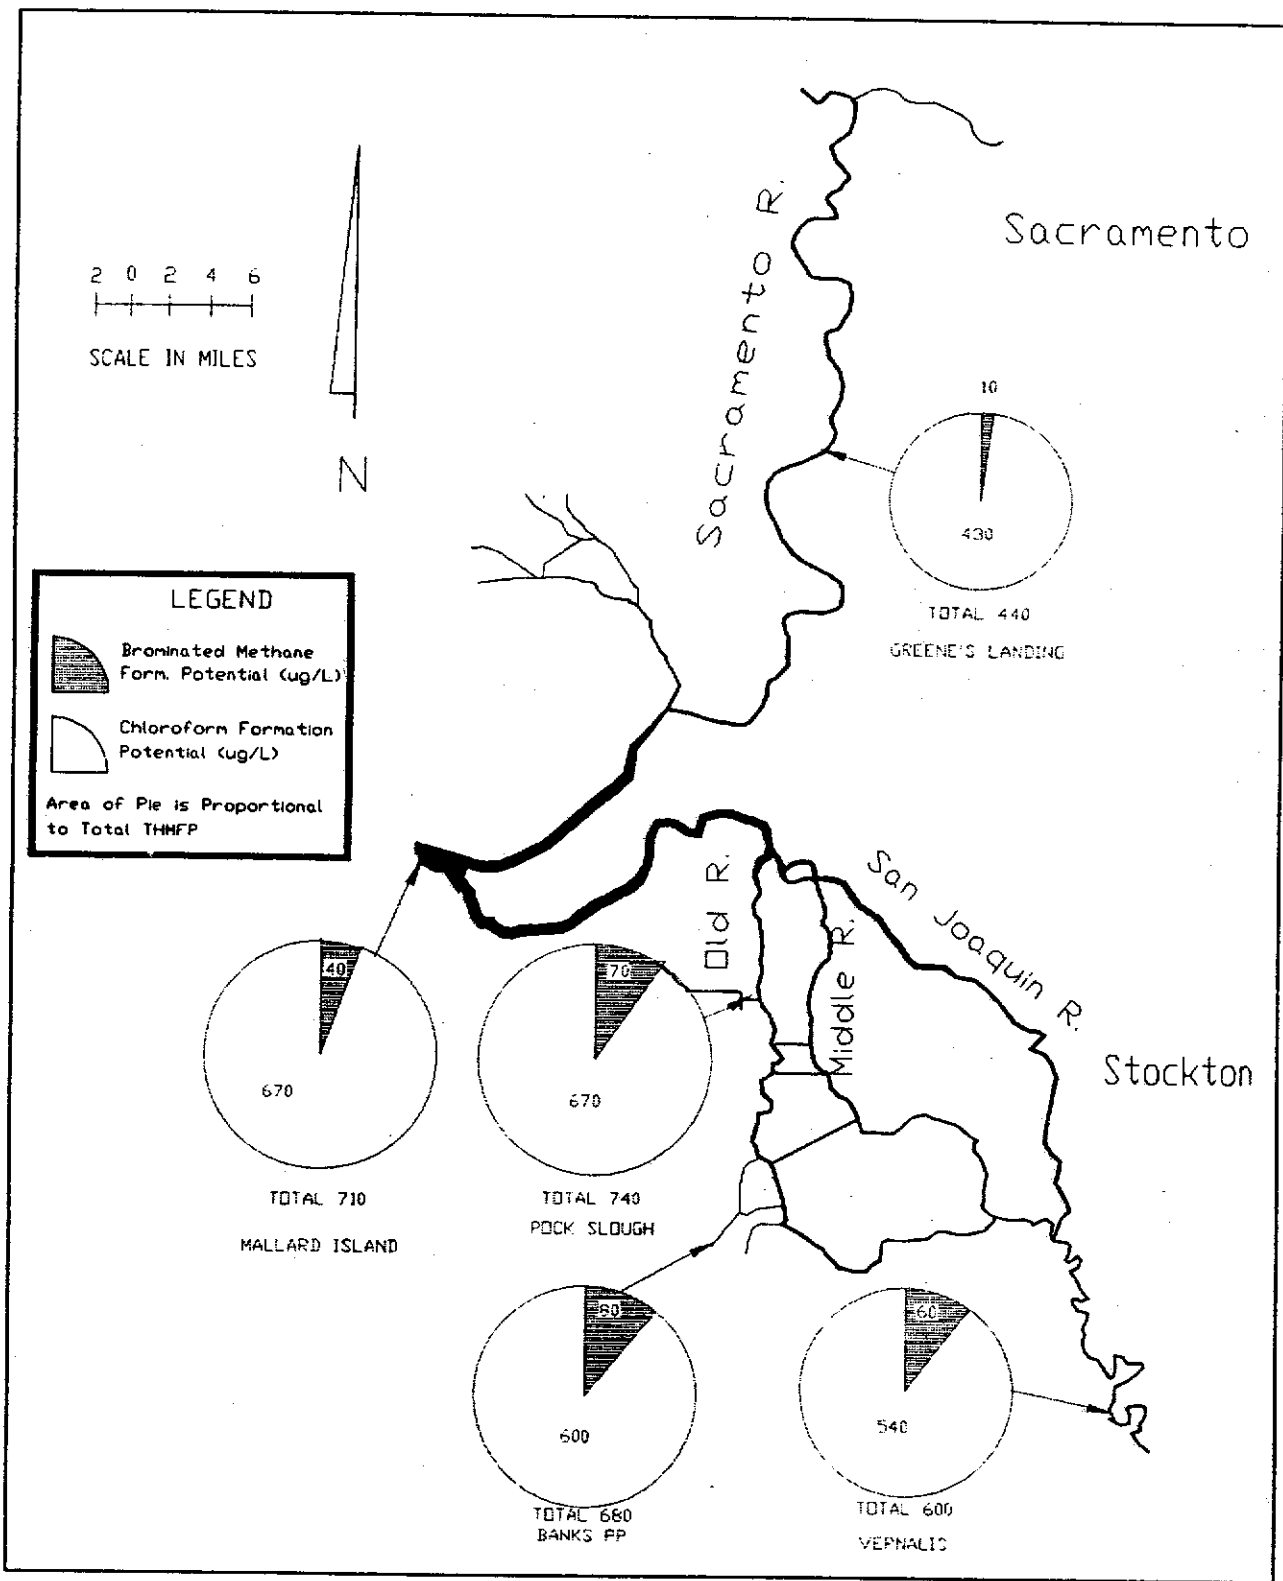 Sacramento R.
Sacramento
2 0 2 4 6
SCALE IN MILES
N
10
430
TOTAL 440
GREENE'S LANDING
LEGEND
Brominated Methane
Form. Potential (ug/L)
Chloroform Formation
Potential (ug/L)
Area of Pie is Proportional
to Total THMFP
Old R.
Middle R.
San Joaquin R.
Stockton
40
670
TOTAL 710
MALLARD ISLAND
70
670
TOTAL 740
ROCK SLOUGH
80
600
TOTAL 680
BANKS PP
60
540
TOTAL 600
VERNALIS